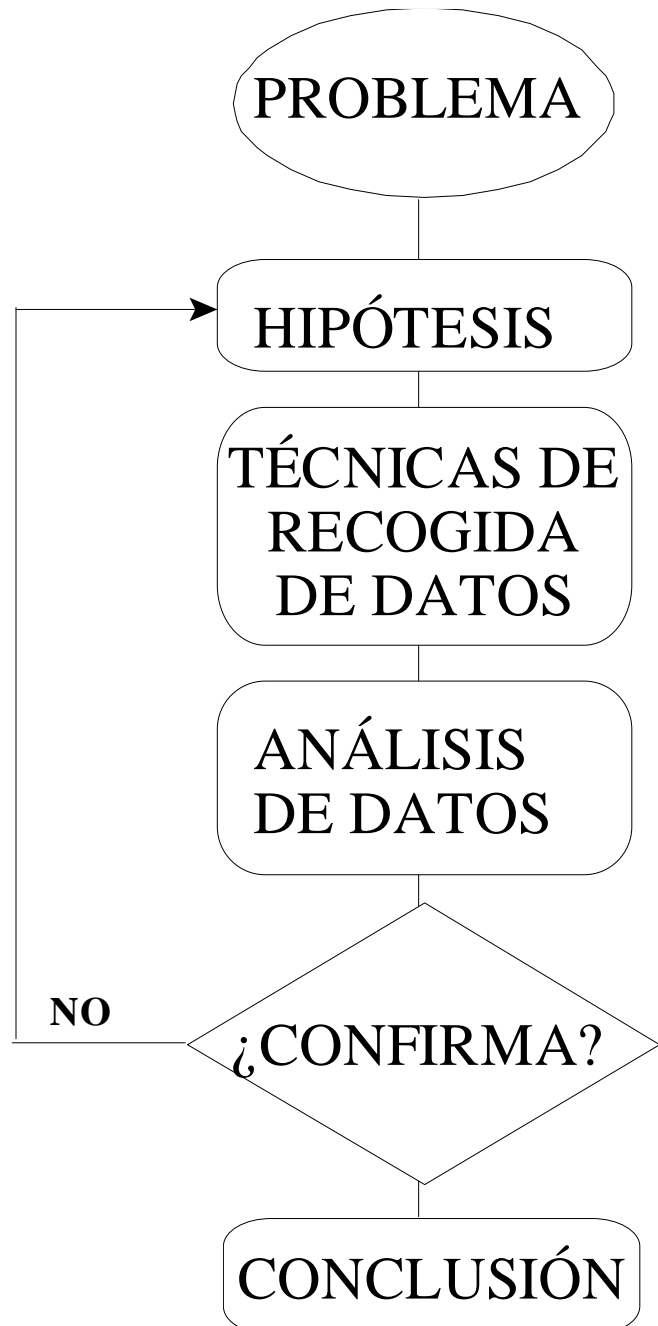 PROBLEMA
HIPÓTESIS
TÉCNICAS DE
RECOGIDA
DE DATOS
ANÁLISIS
DE DATOS
NO
¿CONFIRMA?
CONCLUSIÓN